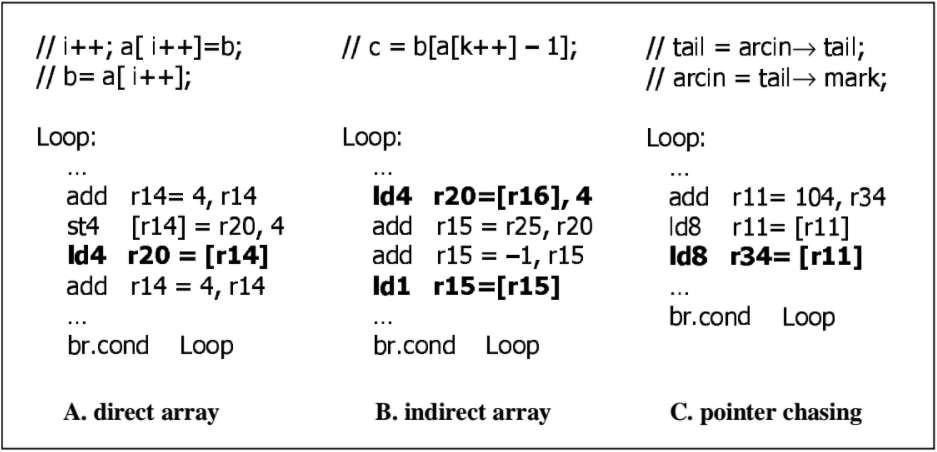 // i++; a[ i++]=b;
// b= a[ i++];
Loop:
...
add r14= 4, r14
st4 [r14] = r20, 4
ld4 r20 = [r14]
add r14 = 4, r14
...
br.cond Loop
A. direct array
// c = b[a[k++] – 1];
Loop:
...
ld4 r20=[r16], 4
add r15 = r25, r20
add r15 = –1, r15
ld1 r15=[r15]
...
br.cond Loop
B. indirect array
// tail = arcin→ tail;
// arcin = tail→ mark;
Loop:
...
add r11= 104, r34
ld8 r11= [r11]
ld8 r34= [r11]
...
br.cond Loop
C. pointer chasing